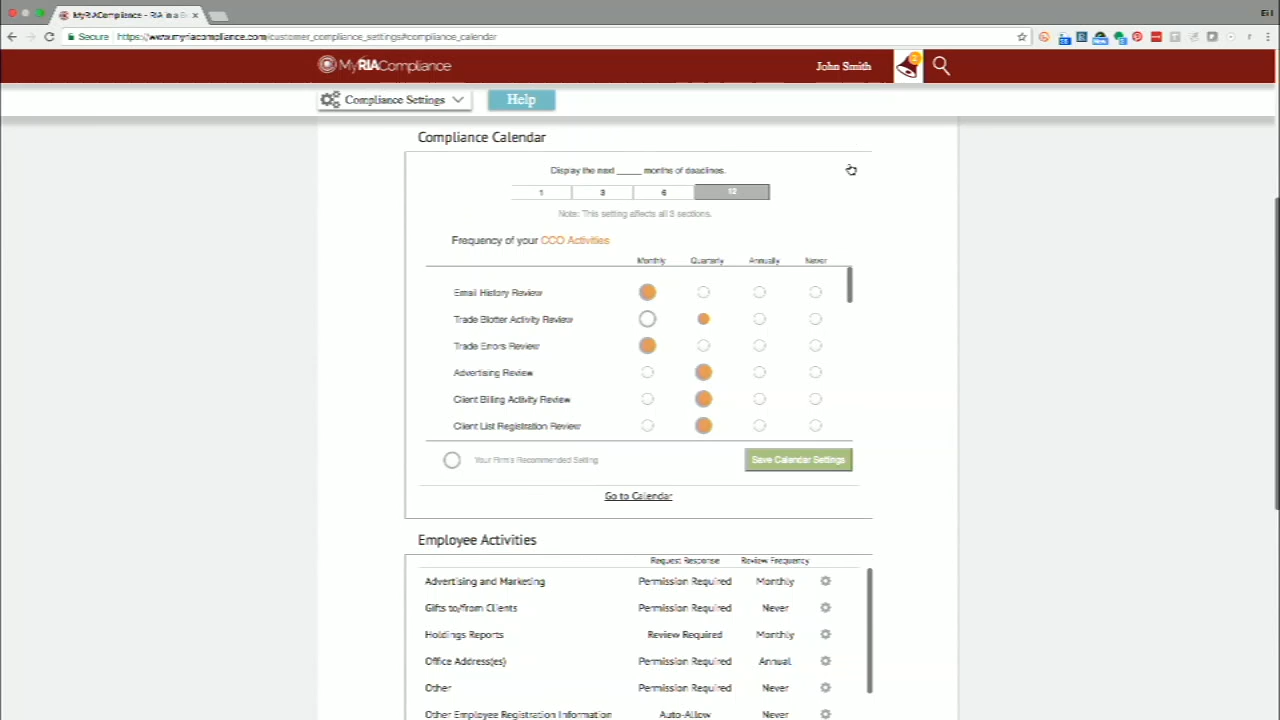 MyRIACompliance - RIA in a B
Secure https://www.myriacompliance.com/customer_compliance_settings#compliance_calendar
MyRIACompliance John Smith 2
Compliance Settings Help
Compliance Calendar
Display the next _____ months of deadlines.
1 3 6 12
Note: This setting affects all 3 sections.
Frequency of your CCO Activities
Monthly Quarterly Annually Never
Email History Review
Trade Blotter Activity Review
Trade Errors Review
Advertising Review
Client Billing Activity Review
Client List Registration Review
Your Firm's Recommended Setting Save Calendar Settings
Go to Calendar
Employee Activities
Request Response Review Frequency
Advertising and Marketing Permission Required Monthly
Gifts to/from Clients Permission Required Never
Holdings Reports Review Required Monthly
Office Address(es) Permission Required Annual
Other Permission Required Never
Other Employee Registration Information Auto-Allow Never